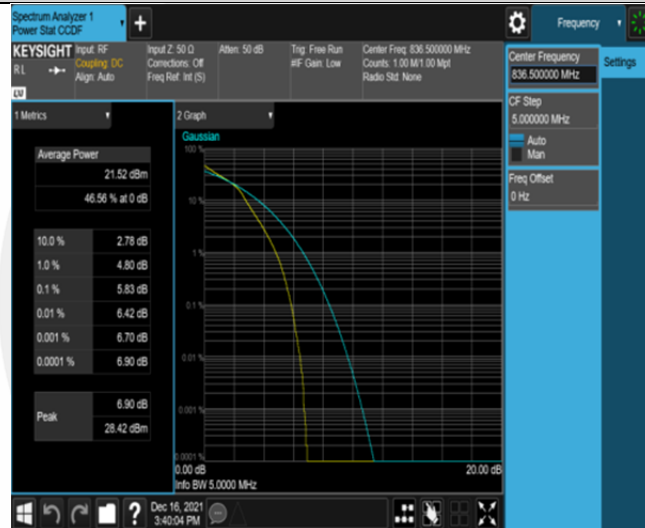 Spectrum Analyzer 1
Power Stat CCDF
+
Frequency
KEYSIGHT
RL
LXI
Input: RF
Coupling: DC
Align: Auto
Input Z: 50 Ω
Corrections: Off
Freq Ref: Int (S)
Atten: 50 dB
Trig: Free Run
#IF Gain: Low
Center Freq: 836.500000 MHz
Counts: 1.00 M/1.00 Mpt
Radio Std: None
Center Frequency
836.500000 MHz
Settings
CF Step
5.000000 MHz
Auto
Man
Freq Offset
0 Hz
1 Metrics
Average Power
21.52 dBm
46.56 % at 0 dB
10.0 % 2.78 dB
1.0 % 4.80 dB
0.1 % 5.83 dB
0.01 % 6.42 dB
0.001 % 6.70 dB
0.0001 % 6.90 dB
Peak
6.90 dB
28.42 dBm
2 Graph
Gaussian
100 %
10 %
1 %
0.1 %
0.01 %
0.001 %
0.0001 %
0.00 dB 20.00 dB
Info BW 5.0000 MHz
?
Dec 16, 2021
3:40:04 PM